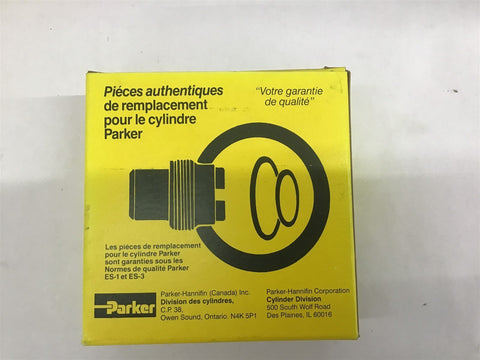 Piéces authentiques
de remplacement
pour le cylindre
Parker
"Votre garantie
de qualité"
Les piéces de remplacement
pour le cylindre Parker
sont garanties sous les
Normes de qualité Parker
ES-1 et ES-3
Parker
Parker-Hannifin (Canada) Inc.
Division des cylindres,
C.P. 38,
Owen Sound, Ontario. N4K 5P1
Parker-Hannifin Corporation
Cylinder Division
500 South Wolf Road
Des Plaines, IL 60016